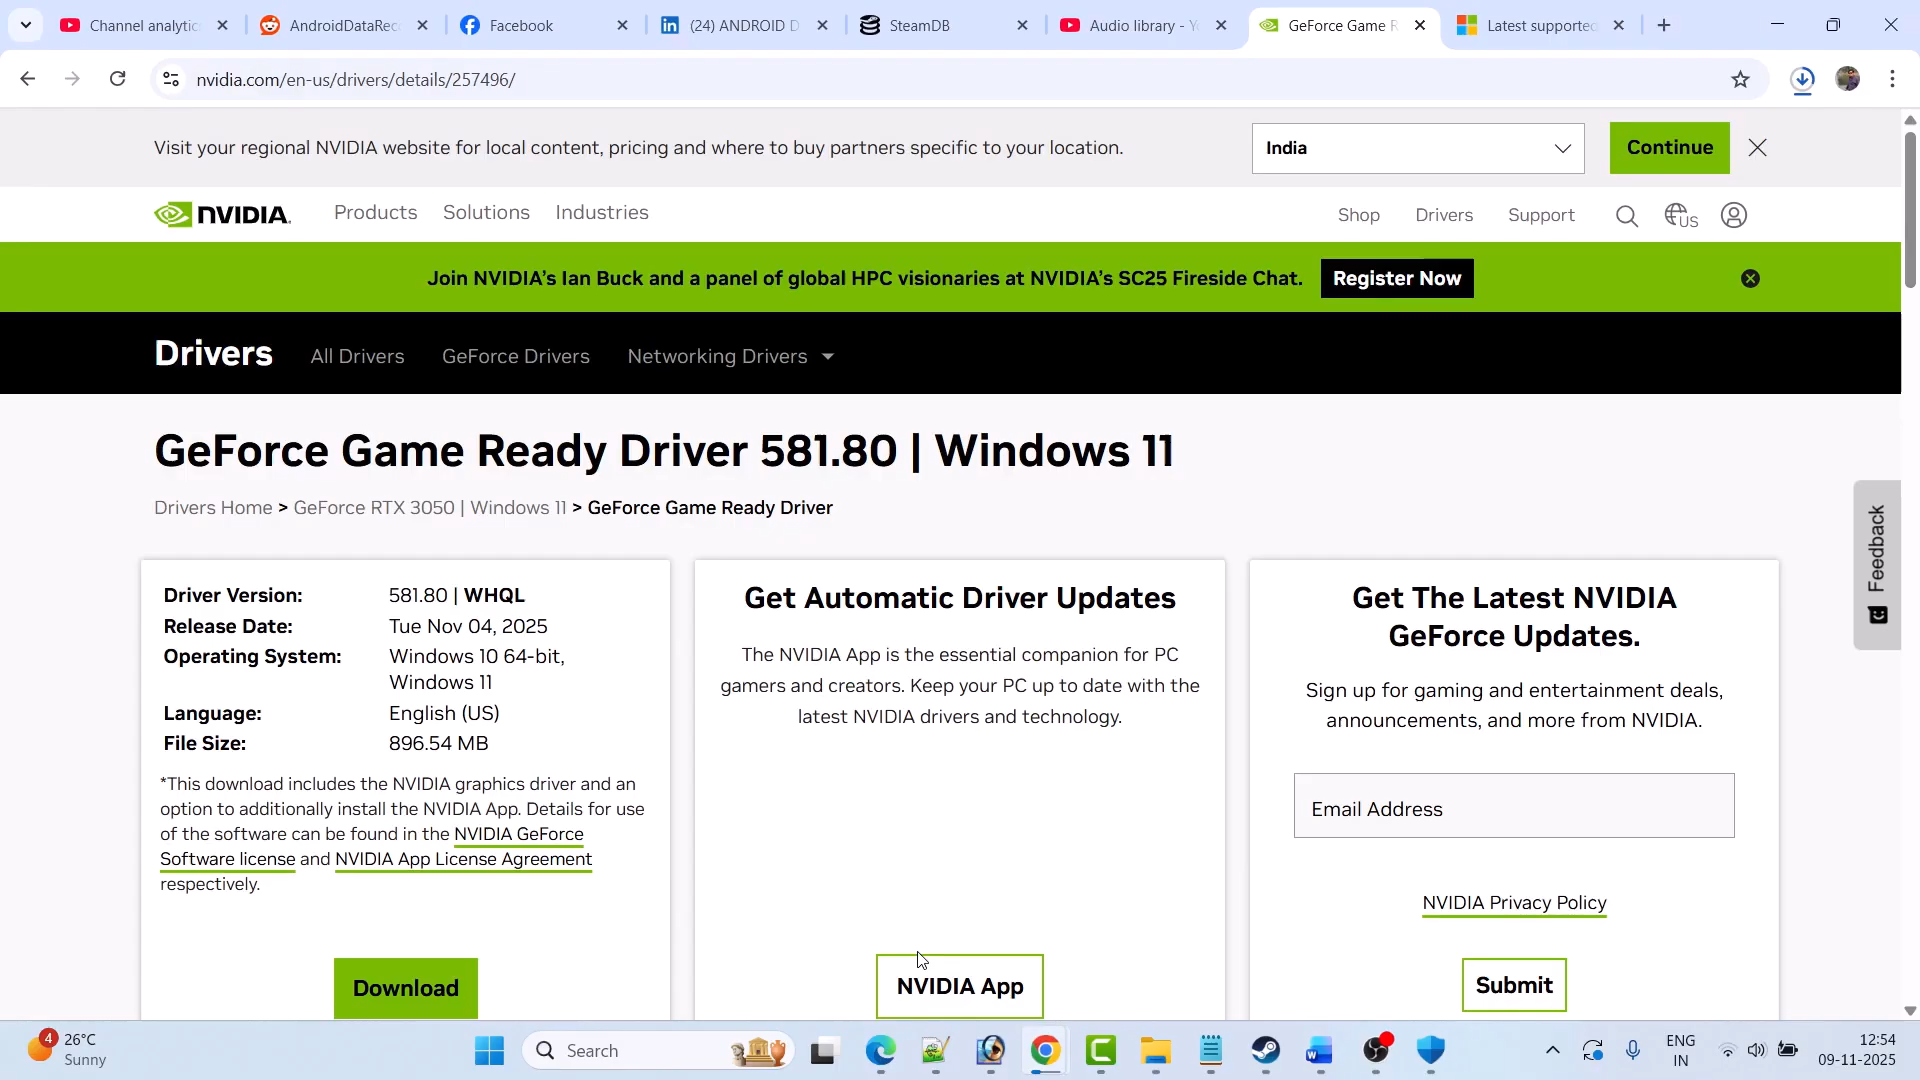 Channel analytic
AndroidDataReco
Facebook
(24) ANDROID D
SteamDB
Audio library - Yo
GeForce Game R
Latest supported
nvidia.com/en-us/drivers/details/257496/
Visit your regional NVIDIA website for local content, pricing and where to buy partners specific to your location.
India
Continue
NVIDIA.
Products
Solutions
Industries
Shop
Drivers
Support
US
Join NVIDIA’s Ian Buck and a panel of global HPC visionaries at NVIDIA’s SC25 Fireside Chat.
Register Now
Drivers
All Drivers
GeForce Drivers
Networking Drivers
GeForce Game Ready Driver 581.80 | Windows 11
Drivers Home > GeForce RTX 3050 | Windows 11 > GeForce Game Ready Driver
Driver Version: 581.80 | WHQL
Release Date: Tue Nov 04, 2025
Operating System: Windows 10 64-bit,
Windows 11
Language: English (US)
File Size: 896.54 MB
*This download includes the NVIDIA graphics driver and an
option to additionally install the NVIDIA App. Details for use
of the software can be found in the NVIDIA GeForce
Software license and NVIDIA App License Agreement
respectively.
Download
Get Automatic Driver Updates
The NVIDIA App is the essential companion for PC
gamers and creators. Keep your PC up to date with the
latest NVIDIA drivers and technology.
NVIDIA App
Get The Latest NVIDIA
GeForce Updates.
Sign up for gaming and entertainment deals,
announcements, and more from NVIDIA.
Email Address
NVIDIA Privacy Policy
Submit
Feedback
4
26°C
Sunny
Search
ENG
IN
12:54
09-11-2025